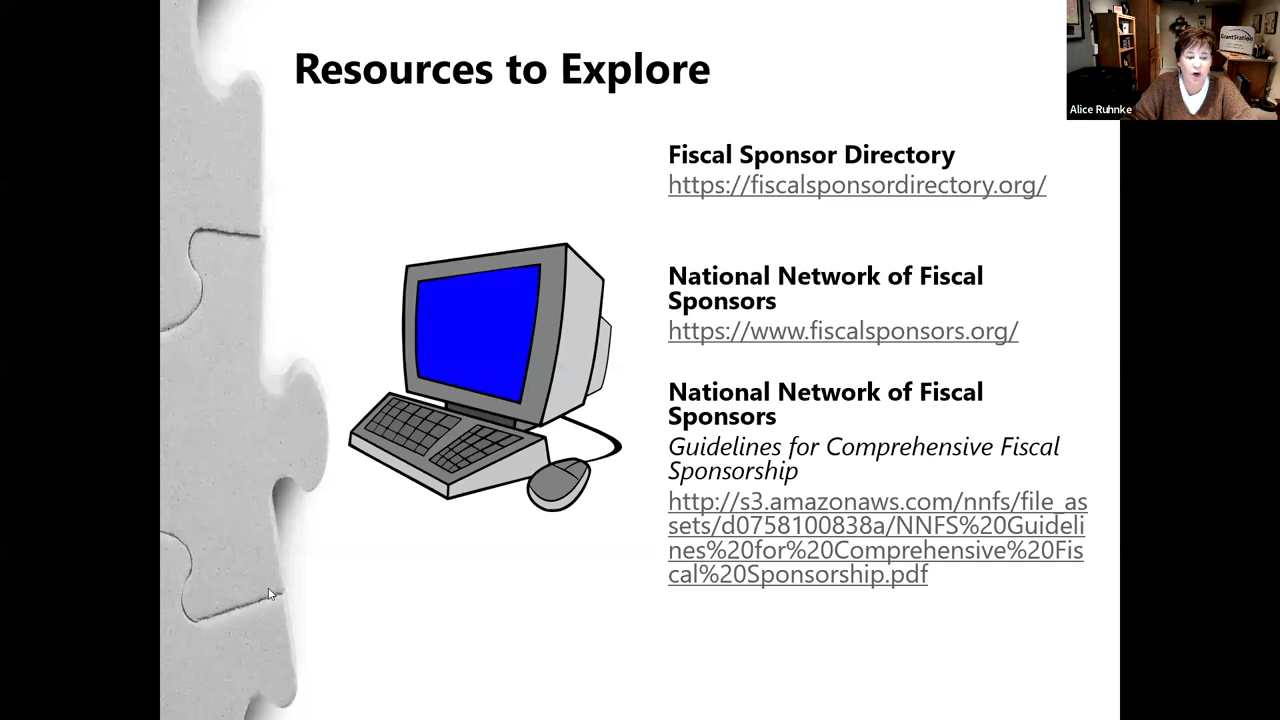 Resources to Explore
GrantStation
Alice Ruhnke
Fiscal Sponsor Directory
https://fiscalsponsordirectory.org/
National Network of Fiscal
Sponsors
https://www.fiscalsponsors.org/
National Network of Fiscal
Sponsors
Guidelines for Comprehensive Fiscal
Sponsorship
http://s3.amazonaws.com/nnfs/file_as
sets/d0758100838a/NNFS%20Guideli
nes%20for%20Comprehensive%20Fis
cal%20Sponsorship.pdf